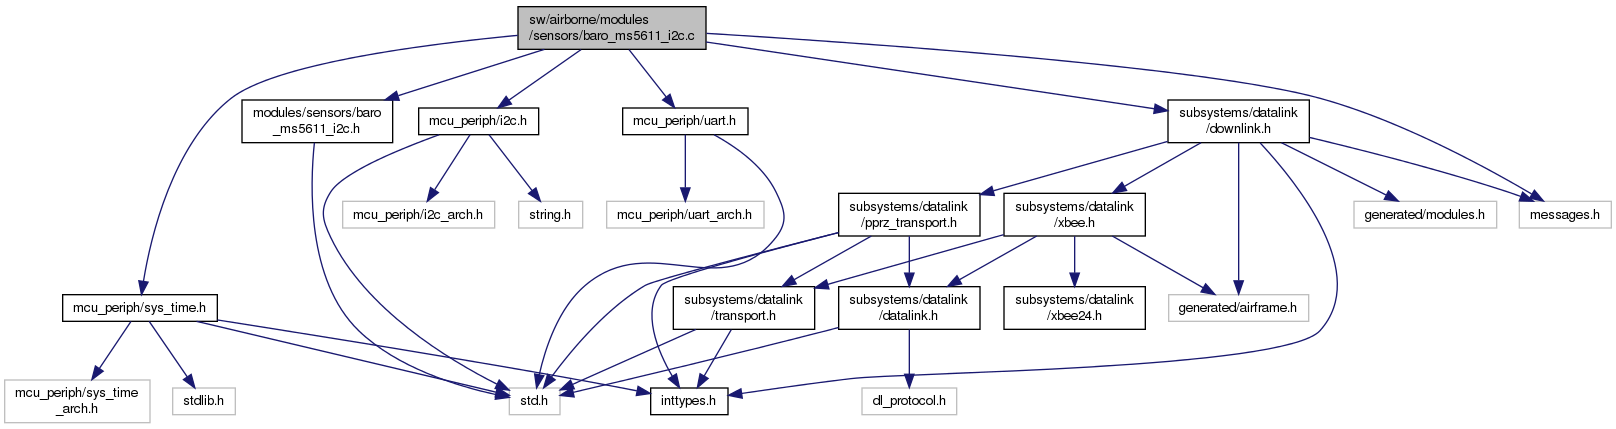 sw/airborne/modules
/sensors/baro_ms5611_i2c.c
modules/sensors/baro
_ms5611_i2c.h
mcu_periph/i2c.h
mcu_periph/uart.h
subsystems/datalink
/downlink.h
mcu_periph/i2c_arch.h
string.h
mcu_periph/uart_arch.h
subsystems/datalink
/pprz_transport.h
subsystems/datalink
/xbee.h
generated/modules.h
messages.h
mcu_periph/sys_time.h
subsystems/datalink
/transport.h
subsystems/datalink
/datalink.h
subsystems/datalink
/xbee24.h
generated/airframe.h
mcu_periph/sys_time
_arch.h
stdlib.h
std.h
inttypes.h
dl_protocol.h